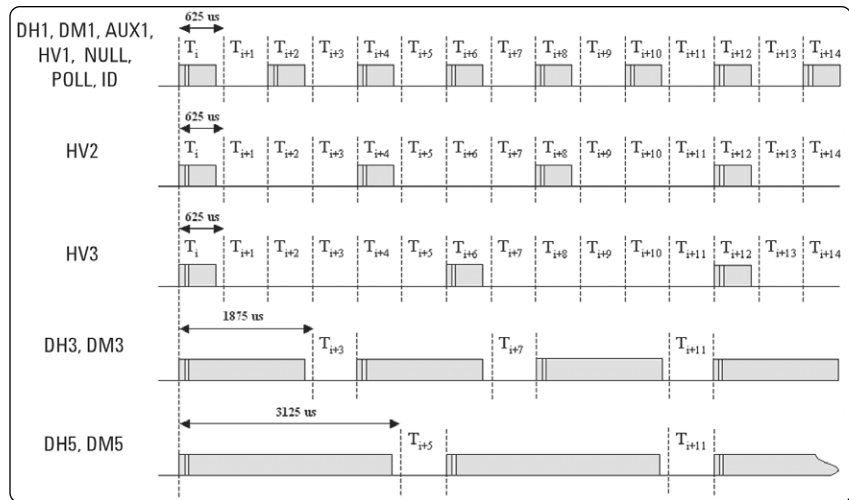 625 us
DH1, DM1, AUX1,
HV1, NULL,
POLL, ID
Ti Ti+1 Ti+2 Ti+3 Ti+4 Ti+5 Ti+6 Ti+7 Ti+8 Ti+9 Ti+10 Ti+11 Ti+12 Ti+13 Ti+14
625 us
HV2
Ti Ti+1 Ti+2 Ti+3 Ti+4 Ti+5 Ti+6 Ti+7 Ti+8 Ti+9 Ti+10 Ti+11 Ti+12 Ti+13 Ti+14
625 us
HV3
Ti Ti+1 Ti+2 Ti+3 Ti+4 Ti+5 Ti+6 Ti+7 Ti+8 Ti+9 Ti+10 Ti+11 Ti+12 Ti+13 Ti+14
1875 us
DH3, DM3
Ti+3 Ti+7 Ti+11
3125 us
DH5, DM5
Ti+5 Ti+11